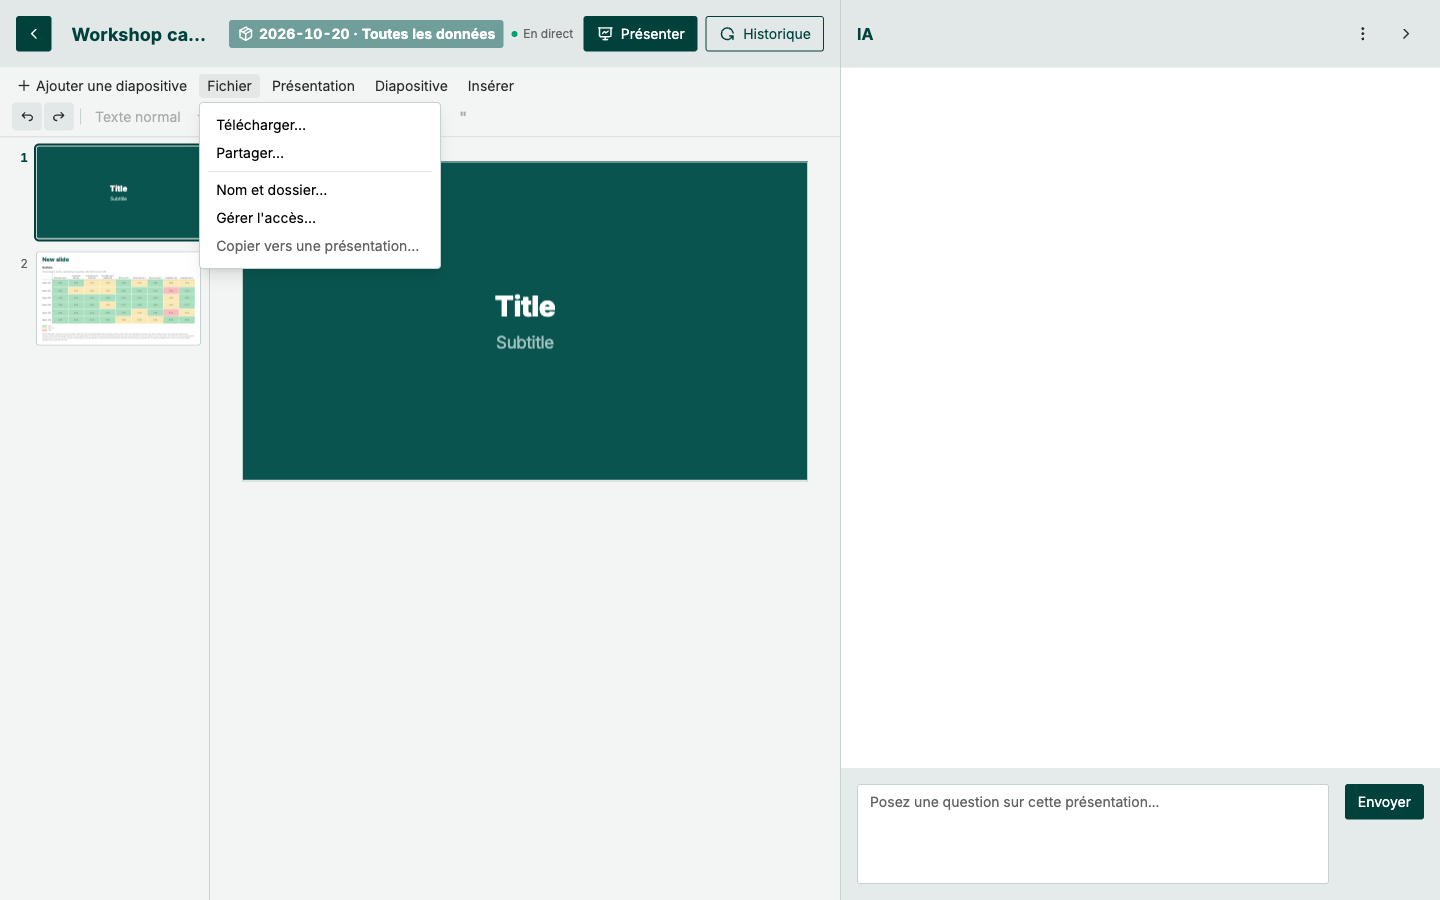 Workshop ca...
2026-10-20 · Toutes les données
En direct
Présenter
Historique
IA
Ajouter une diapositive
Fichier
Présentation
Diapositive
Insérer
Texte normal
"
Télécharger...
Partager...
Nom et dossier...
Gérer l'accès...
Copier vers une présentation...
1
Title
Subtitle
2
New slide
Title
Subtitle
Posez une question sur cette présentation...
Envoyer